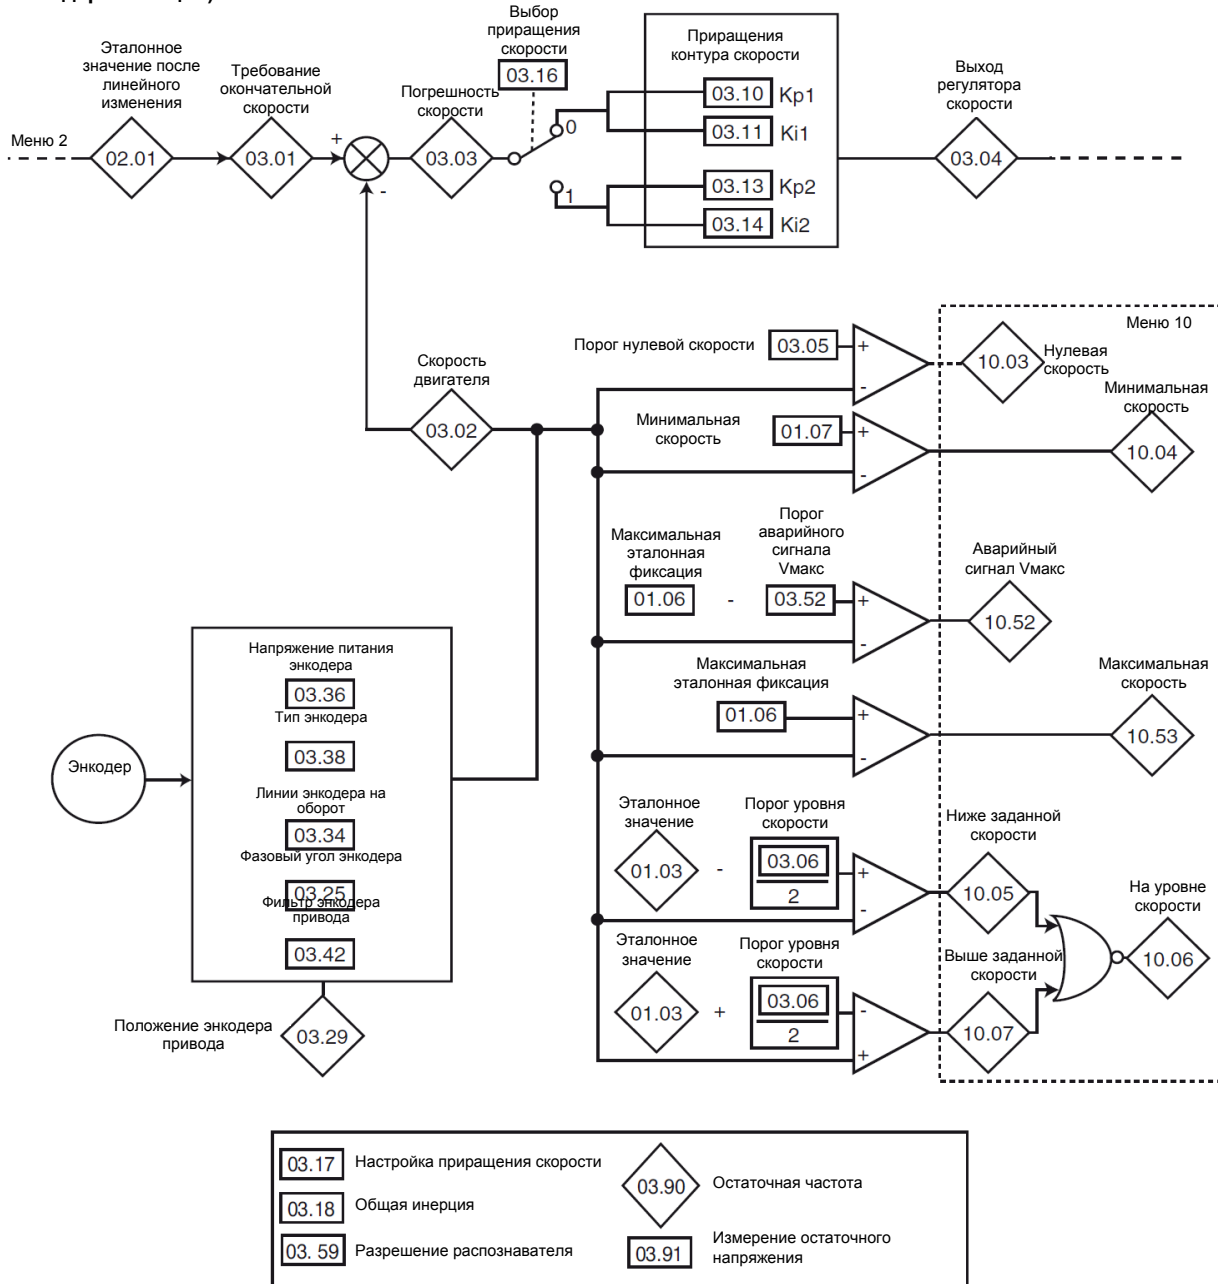 Выбор
приращения
скорости
03.16
Приращения
контура скорости
03.10 Kp1
03.11 Ki1
03.13 Kp2
03.14 Ki2
Эталонное
значение после
линейного
изменения
Требование
окончательной
скорости
Погрешность
скорости
Выход
регулятора
скорости
Меню 2
02.01
03.01
+
-
03.03
0
1
03.04
Скорость
двигателя
03.02
Меню 10
Порог нулевой скорости
03.05
+
-
10.03
Нулевая
скорость
Минимальная
скорость
01.07
+
-
Минимальная
скорость
10.04
Максимальная
эталонная
фиксация
01.06
-
Порог
аварийного
сигнала
Vмакс
03.52
+
-
Аварийный
сигнал Vмакс
10.52
Максимальная
эталонная фиксация
01.06
+
-
Максимальная
скорость
10.53
Эталонное
значение
01.03
-
Порог уровня
скорости
03.06
2
+
-
Ниже заданной
скорости
10.05
Эталонное
значение
01.03
+
Порог уровня
скорости
03.06
2
-
+
Выше заданной
скорости
10.07
На уровне
скорости
10.06
Энкодер
Напряжение питания
энкодера
03.36
Тип энкодера
03.38
Линии энкодера на
оборот
03.34
Фазовый угол энкодера
03.25
Фильтр энкодера
привода
03.42
Положение энкодера
привода
03.29
03.17 Настройка приращения скорости
03.18 Общая инерция
03. 59 Разрешение распознавателя
03.90 Остаточная частота
03.91 Измерение остаточного
напряжения